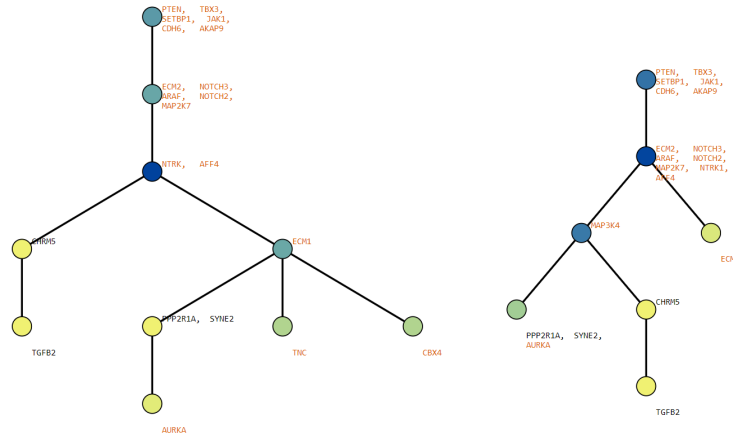 PTEN, TBX3,
SETBP1, JAK1,
CDH6, AKAP9
ECM2, NOTCH3,
ARAF, NOTCH2,
MAP2K7
NTRK, AFF4
CHRM5
ECM1
TGFB2
PPP2R1A, SYNE2
TNC
CBX4
AURKA
PTEN, TBX3,
SETBP1, JAK1,
CDH6, AKAP9
ECM2, NOTCH3,
ARAF, NOTCH2,
MAP2K7, NTRK1,
AFF4
MAP3K4
PPP2R1A, SYNE2,
AURKA
CHRM5
TGFB2